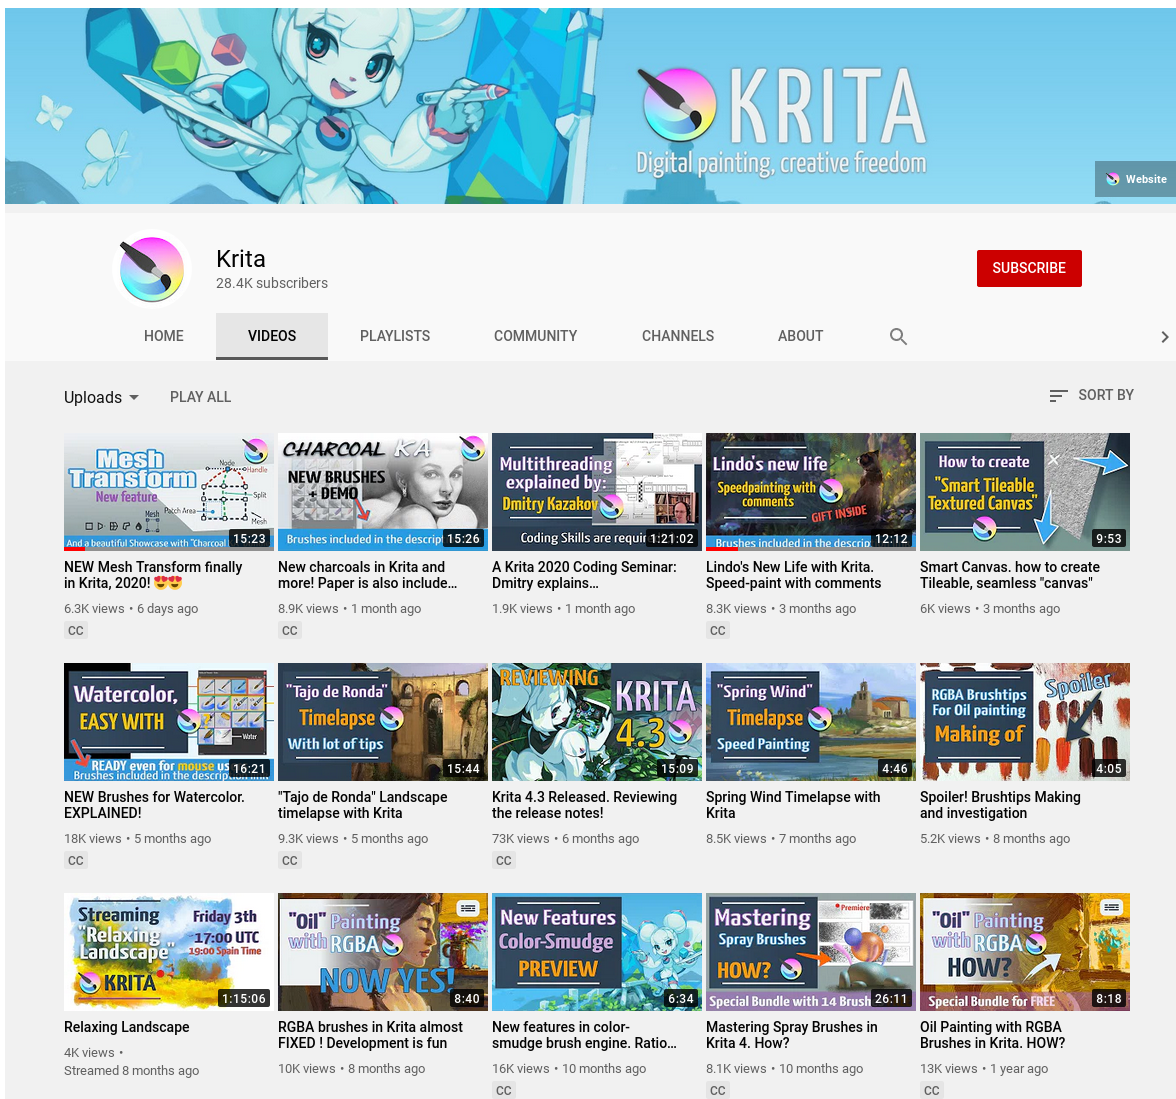 KRITA
Digital painting, creative freedom
Website
Krita
28.4K subscribers
SUBSCRIBE
HOME
VIDEOS
PLAYLISTS
COMMUNITY
CHANNELS
ABOUT
Uploads
PLAY ALL
SORT BY
Mesh
Transform
New feature
Node
Handle
Split
Patch Area
Mesh
Mesh
And a beautiful Showcase with "Charcoal
15:23
NEW Mesh Transform finally
in Krita, 2020! 😍😍
6.3K views • 6 days ago
CC
CHARCOAL KA
NEW BRUSHES
+ DEMO
Brushes included in the descript
15:26
New charcoals in Krita and
more! Paper is also include…
8.9K views • 1 month ago
CC
Multithreading
explained by:
Dmitry Kazakov
Coding Skills are requir
1:21:02
A Krita 2020 Coding Seminar:
Dmitry explains…
1.9K views • 1 month ago
Lindo's new life
Speedpainting with
comments
GIFT INSIDE
Brushes included in the descrip
12:12
Lindo's New Life with Krita.
Speed-paint with comments
8.3K views • 3 months ago
CC
How to create
"Smart Tileable
Textured Canvas"
9:53
Smart Canvas. how to create
Tileable, seamless "canvas"
6K views • 3 months ago
Watercolor,
EASY WITH
Water
READY even for mouse us
Brushes included in the description link
16:21
NEW Brushes for Watercolor.
EXPLAINED!
18K views • 5 months ago
CC
"Tajo de Ronda"
Timelapse
With lot of tips
15:44
"Tajo de Ronda" Landscape
timelapse with Krita
9.3K views • 5 months ago
CC
REVIEWING
KRITA
4.3
15:09
Krita 4.3 Released. Reviewing
the release notes!
73K views • 6 months ago
CC
"Spring Wind"
Timelapse
Speed Painting
4:46
Spring Wind Timelapse with
Krita
8.5K views • 7 months ago
RGBA Brushtips
For Oil painting
Making of
Spoiler
4:05
Spoiler! Brushtips Making
and investigation
5.2K views • 8 months ago
Streaming
"Relaxing
Landscape"
KRITA
Friday 3th
17:00 UTC
19:00 Spain Time
1:15:06
Relaxing Landscape
4K views •
Streamed 8 months ago
"Oil" Painting
with RGBA
NOW YES!
8:40
RGBA brushes in Krita almost
FIXED ! Development is fun
10K views • 8 months ago
New Features
Color-Smudge
PREVIEW
6:34
New features in color-
smudge brush engine. Ratio…
16K views • 10 months ago
CC
Mastering
Spray Brushes
HOW?
Premiere
Special Bundle with 14 Brush
26:11
Mastering Spray Brushes in
Krita 4. How?
8.1K views • 10 months ago
CC
"Oil" Painting
with RGBA
HOW?
Special Bundle for FREE
8:18
Oil Painting with RGBA
Brushes in Krita. HOW?
13K views • 1 year ago
CC